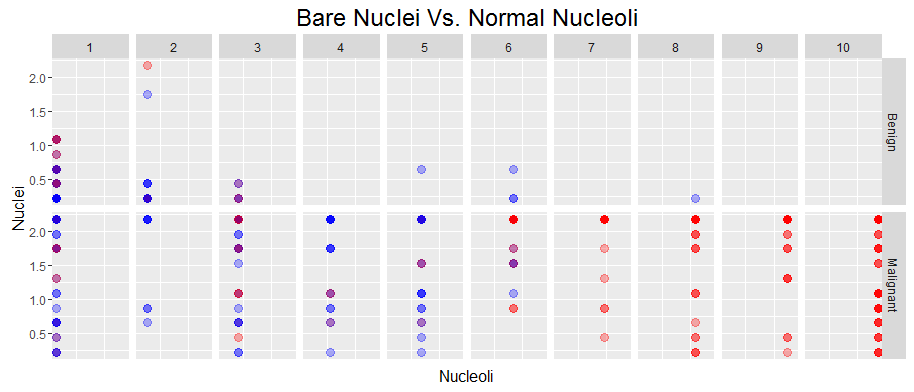 Bare Nuclei Vs. Normal Nucleoli
1 2 3 4 5 6 7 8 9 10
Nuclei
2.0
1.5
1.0
0.5
Benign
2.0
1.5
1.0
0.5
Malignant
Nucleoli